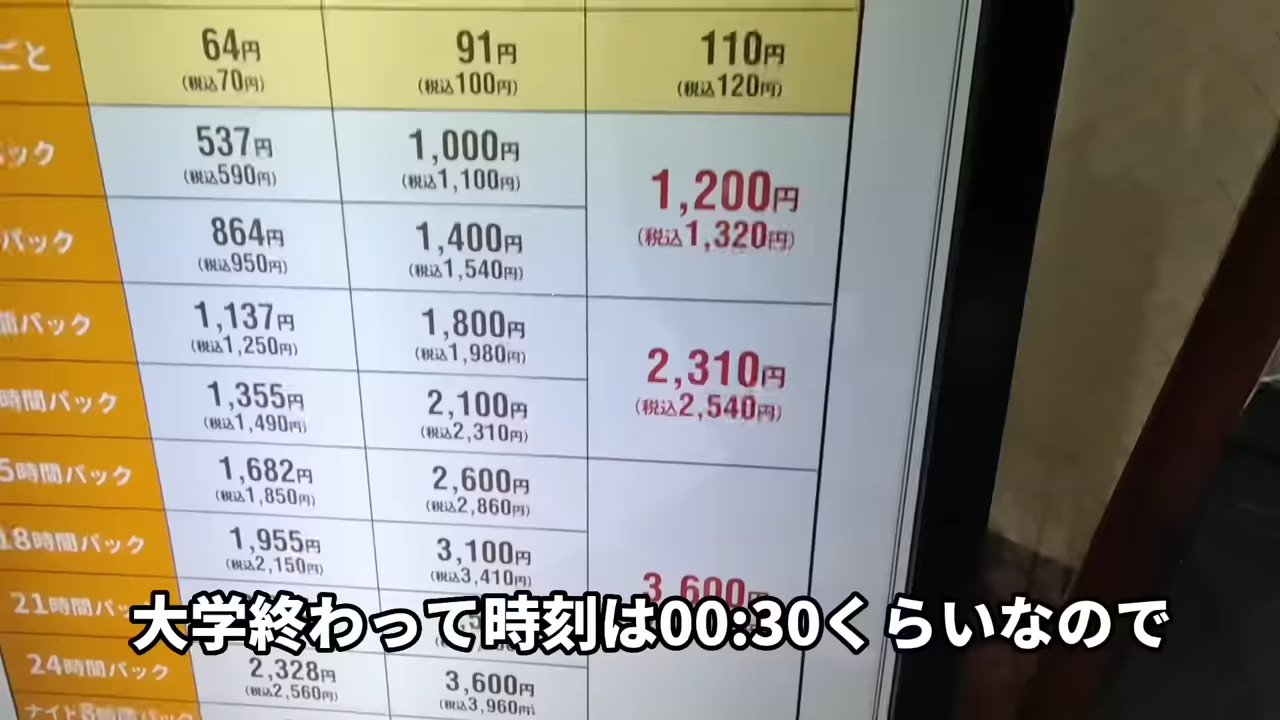 ごと 64円 91円 110円
(税込70円) (税込100円) (税込120円)
ック 537円 1,000円
(税込590円) (税込1,100円)
1,200円
(税込1,320円)
パック 864円 1,400円
(税込950円) (税込1,540円)
間パック 1,137円 1,800円
(税込1,250円) (税込1,980円)
2,310円
(税込2,540円)
時間パック 1,355円 2,100円
(税込1,490円) (税込2,310円)
5時間パック 1,682円 2,600円
(税込1,850円) (税込2,860円)
18時間パック 1,955円 3,100円
(税込2,150円) (税込3,410円)
3,600円
21時間パ
大学終わって時刻は00:30くらいなので
24時間パック 2,328円 3,600円
(税込2,560円) (税込3,960円)
ナイト8時間パック